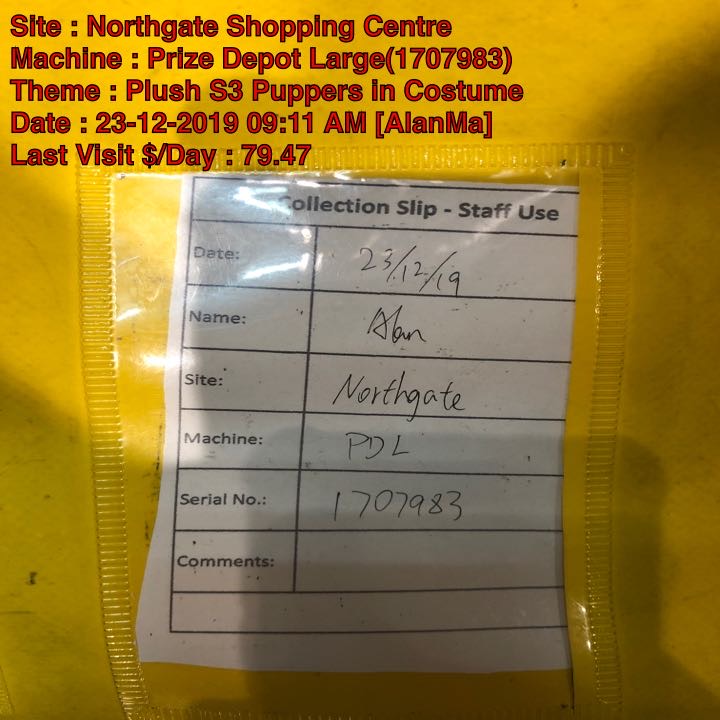 Site : Northgate Shopping Centre
Machine : Prize Depot Large(1707983)
Theme : Plush S3 Puppers in Costume
Date : 23-12-2019 09:11 AM [AlanMa]
Last Visit $/Day : 79.47
Collection Slip - Staff Use
Date: 23/12/19
Name: Alan
Site: Northgate
Machine: PDL
Serial No.: 1707983
Comments: